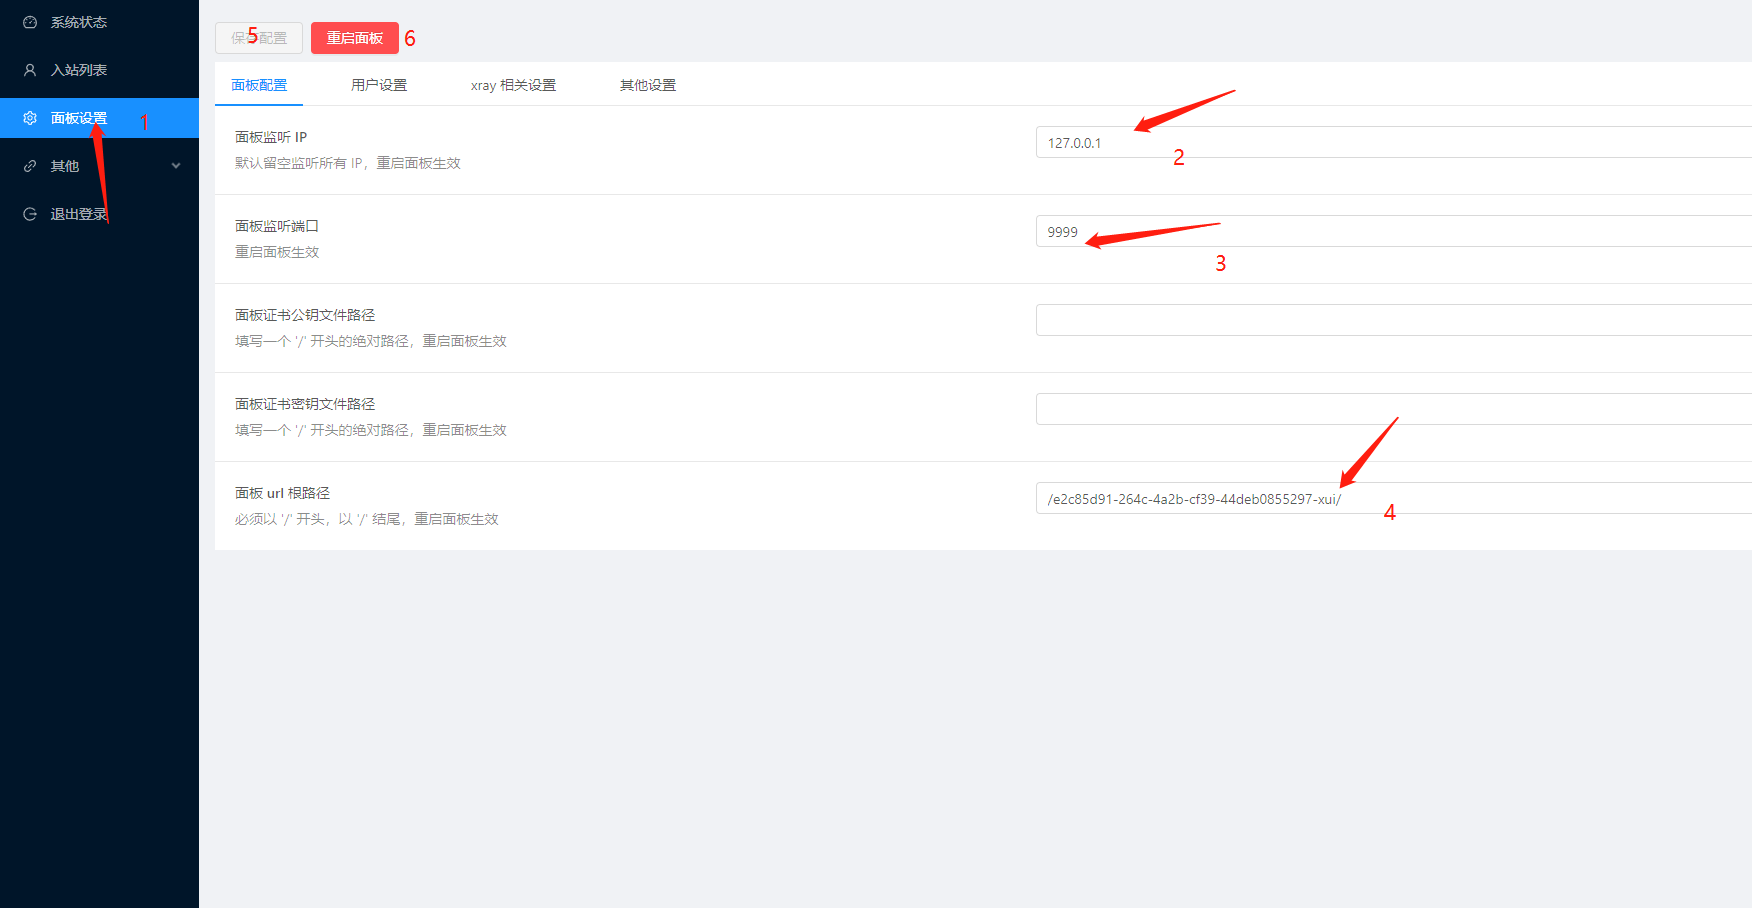 系统状态
入站列表
面板设置
1
其他
退出登录
保存配置
5
重启面板
6
面板配置
用户设置
xray 相关设置
其他设置
面板监听 IP
默认留空监听所有 IP，重启面板生效
127.0.0.1
2
面板监听端口
重启面板生效
9999
3
面板证书公钥文件路径
填写一个 '/' 开头的绝对路径，重启面板生效
面板证书密钥文件路径
填写一个 '/' 开头的绝对路径，重启面板生效
面板 url 根路径
必须以 '/' 开头，以 '/' 结尾，重启面板生效
/e2c85d91-264c-4a2b-cf39-44deb0855297-xui/
4